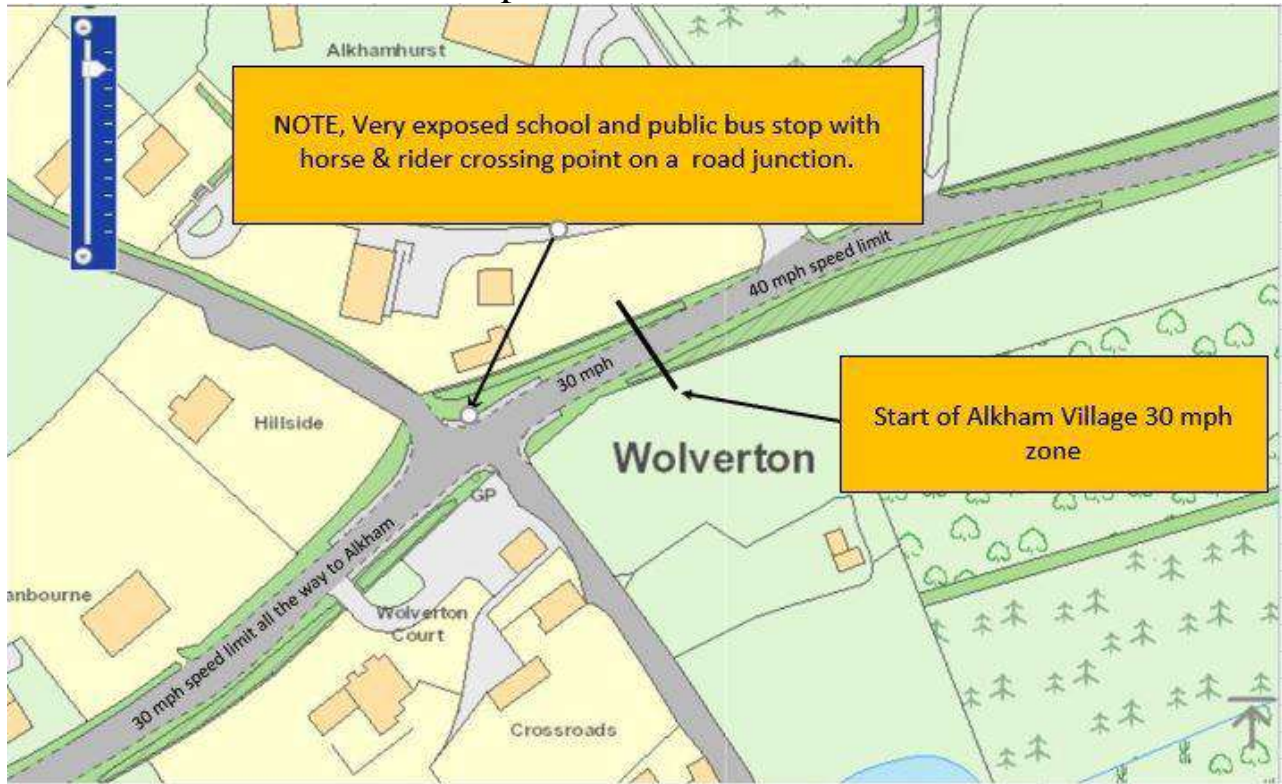 Alkhamhurst
NOTE, Very exposed school and public bus stop with
horse & rider crossing point on a road junction.
40 mph speed limit
30 mph
Start of Alkham Village 30 mph
zone
Hillside
Wolverton
GP
30 mph speed limit all the way to Alkham
anbourne
Wolverton
Court
Crossroads